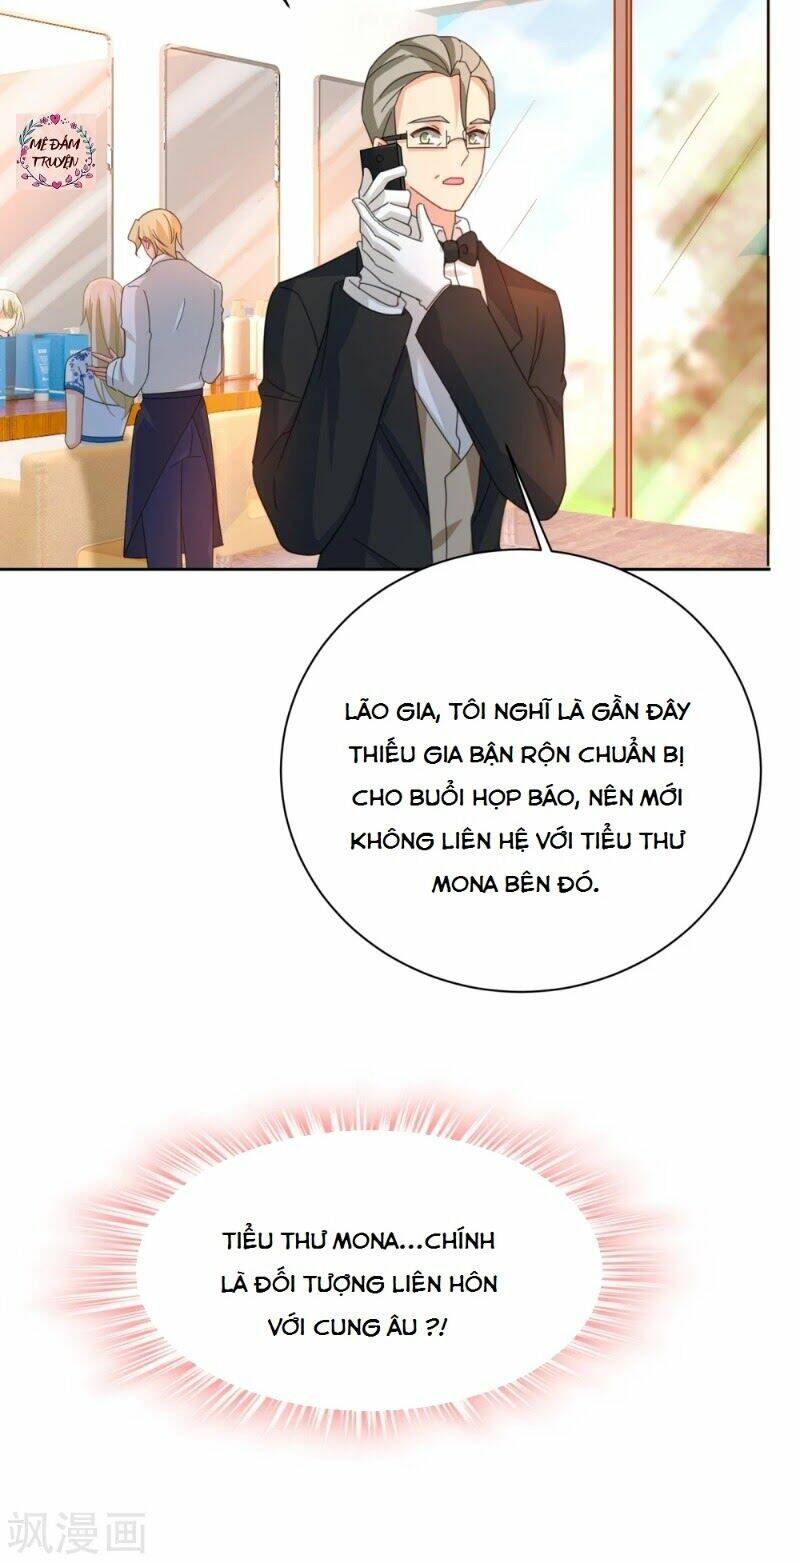 MÊ ĐẮM
TRUYỆN
LÃO GIA, TÔI NGHĨ LÀ GẦN ĐÂY
THIẾU GIA BẬN RỘN CHUẨN BỊ
CHO BUỔI HỌP BÁO, NÊN MỚI
KHÔNG LIÊN HỆ VỚI TIỂU THƯ
MONA BÊN ĐÓ.
TIỂU THƯ MONA...CHÍNH
LÀ ĐỐI TƯỢNG LIÊN HÔN
VỚI CUNG ÂU ?!
飒漫画